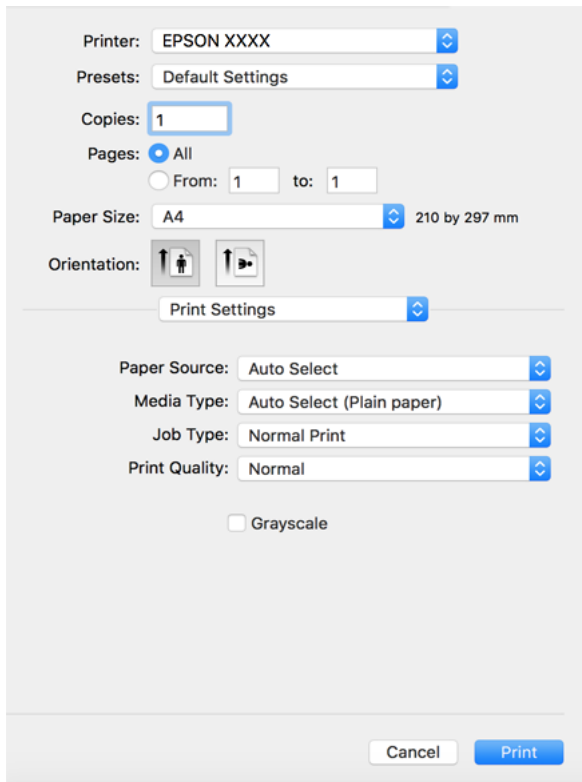 Printer: EPSON XXXX
Presets: Default Settings
Copies: 1
Pages: All
From: 1 to: 1
Paper Size: A4 210 by 297 mm
Orientation:
Print Settings
Paper Source: Auto Select
Media Type: Auto Select (Plain paper)
Job Type: Normal Print
Print Quality: Normal
Grayscale
Cancel Print